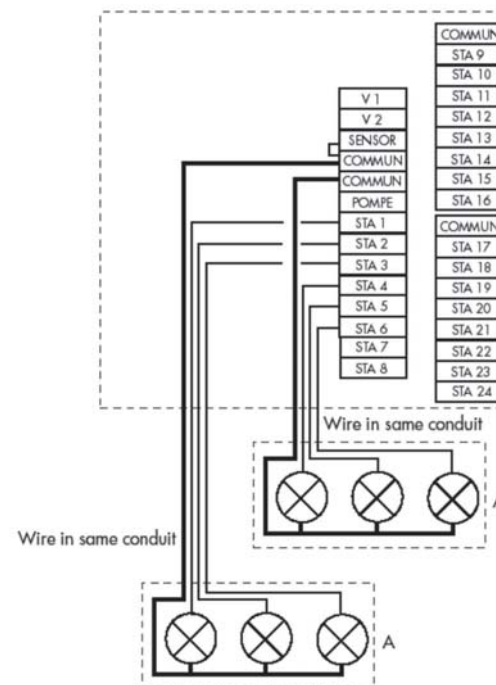 V 1
V 2
SENSOR
COMMUN
COMMUN
POMPE
STA 1
STA 2
STA 3
STA 4
STA 5
STA 6
STA 7
STA 8
COMMUN
STA 9
STA 10
STA 11
STA 12
STA 13
STA 14
STA 15
STA 16
COMMUN
STA 17
STA 18
STA 19
STA 20
STA 21
STA 22
STA 23
STA 24
Wire in same conduit
Wire in same conduit
A